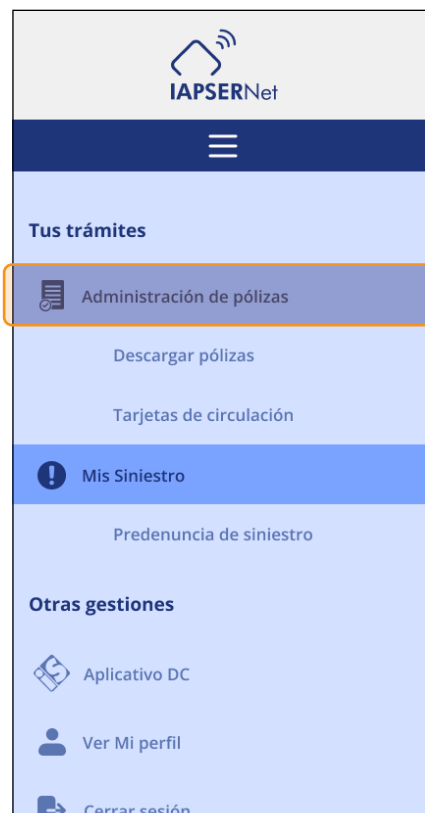 IAPSERNet
Tus trámites
Administración de pólizas
Descargar pólizas
Tarjetas de circulación
Mis Siniestro
Predenuncia de siniestro
Otras gestiones
Aplicativo DC
Ver Mi perfil
Cerrar sesión